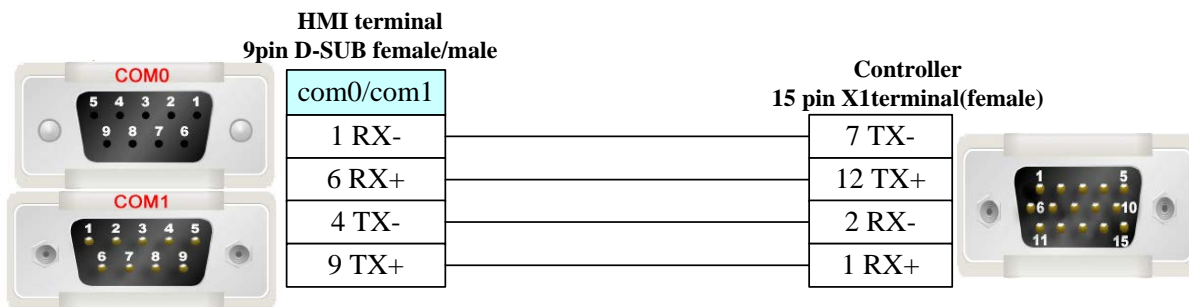 HMI terminal
9pin D-SUB female/male
COM0
5 4 3 2 1
9 8 7 6
COM1
1 2 3 4 5
6 7 8 9
com0/com1
1 RX-
6 RX+
4 TX-
9 TX+
Controller
15 pin X1terminal(female)
7 TX-
12 TX+
2 RX-
1 RX+
1 5
6 10
11 15